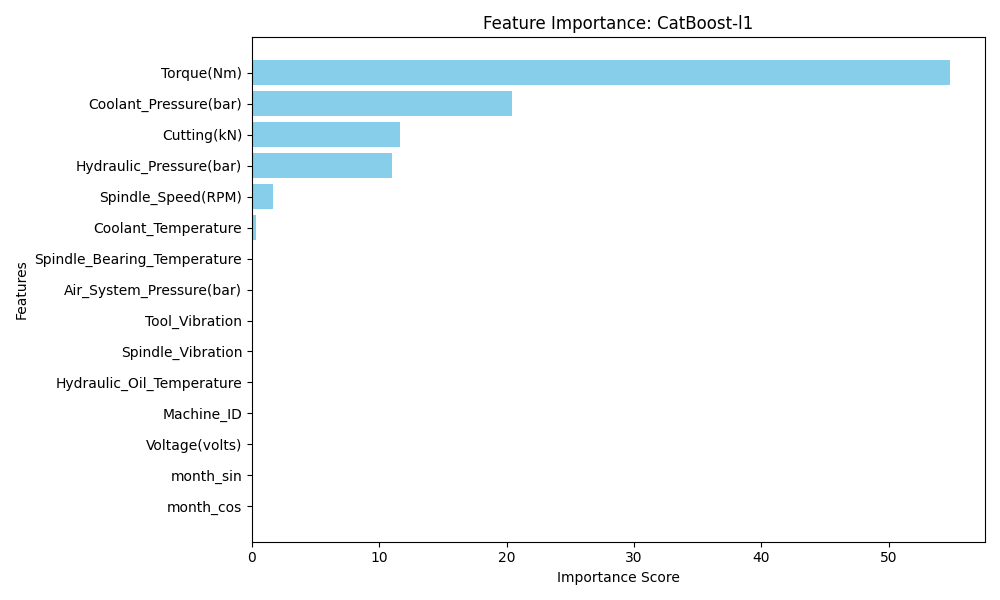 Feature Importance: CatBoost-l1
Torque(Nm)
Coolant_Pressure(bar)
Cutting(kN)
Hydraulic_Pressure(bar)
Spindle_Speed(RPM)
Coolant_Temperature
Spindle_Bearing_Temperature
Air_System_Pressure(bar)
Tool_Vibration
Spindle_Vibration
Hydraulic_Oil_Temperature
Machine_ID
Voltage(volts)
month_sin
month_cos
Features
0 10 20 30 40 50
Importance Score